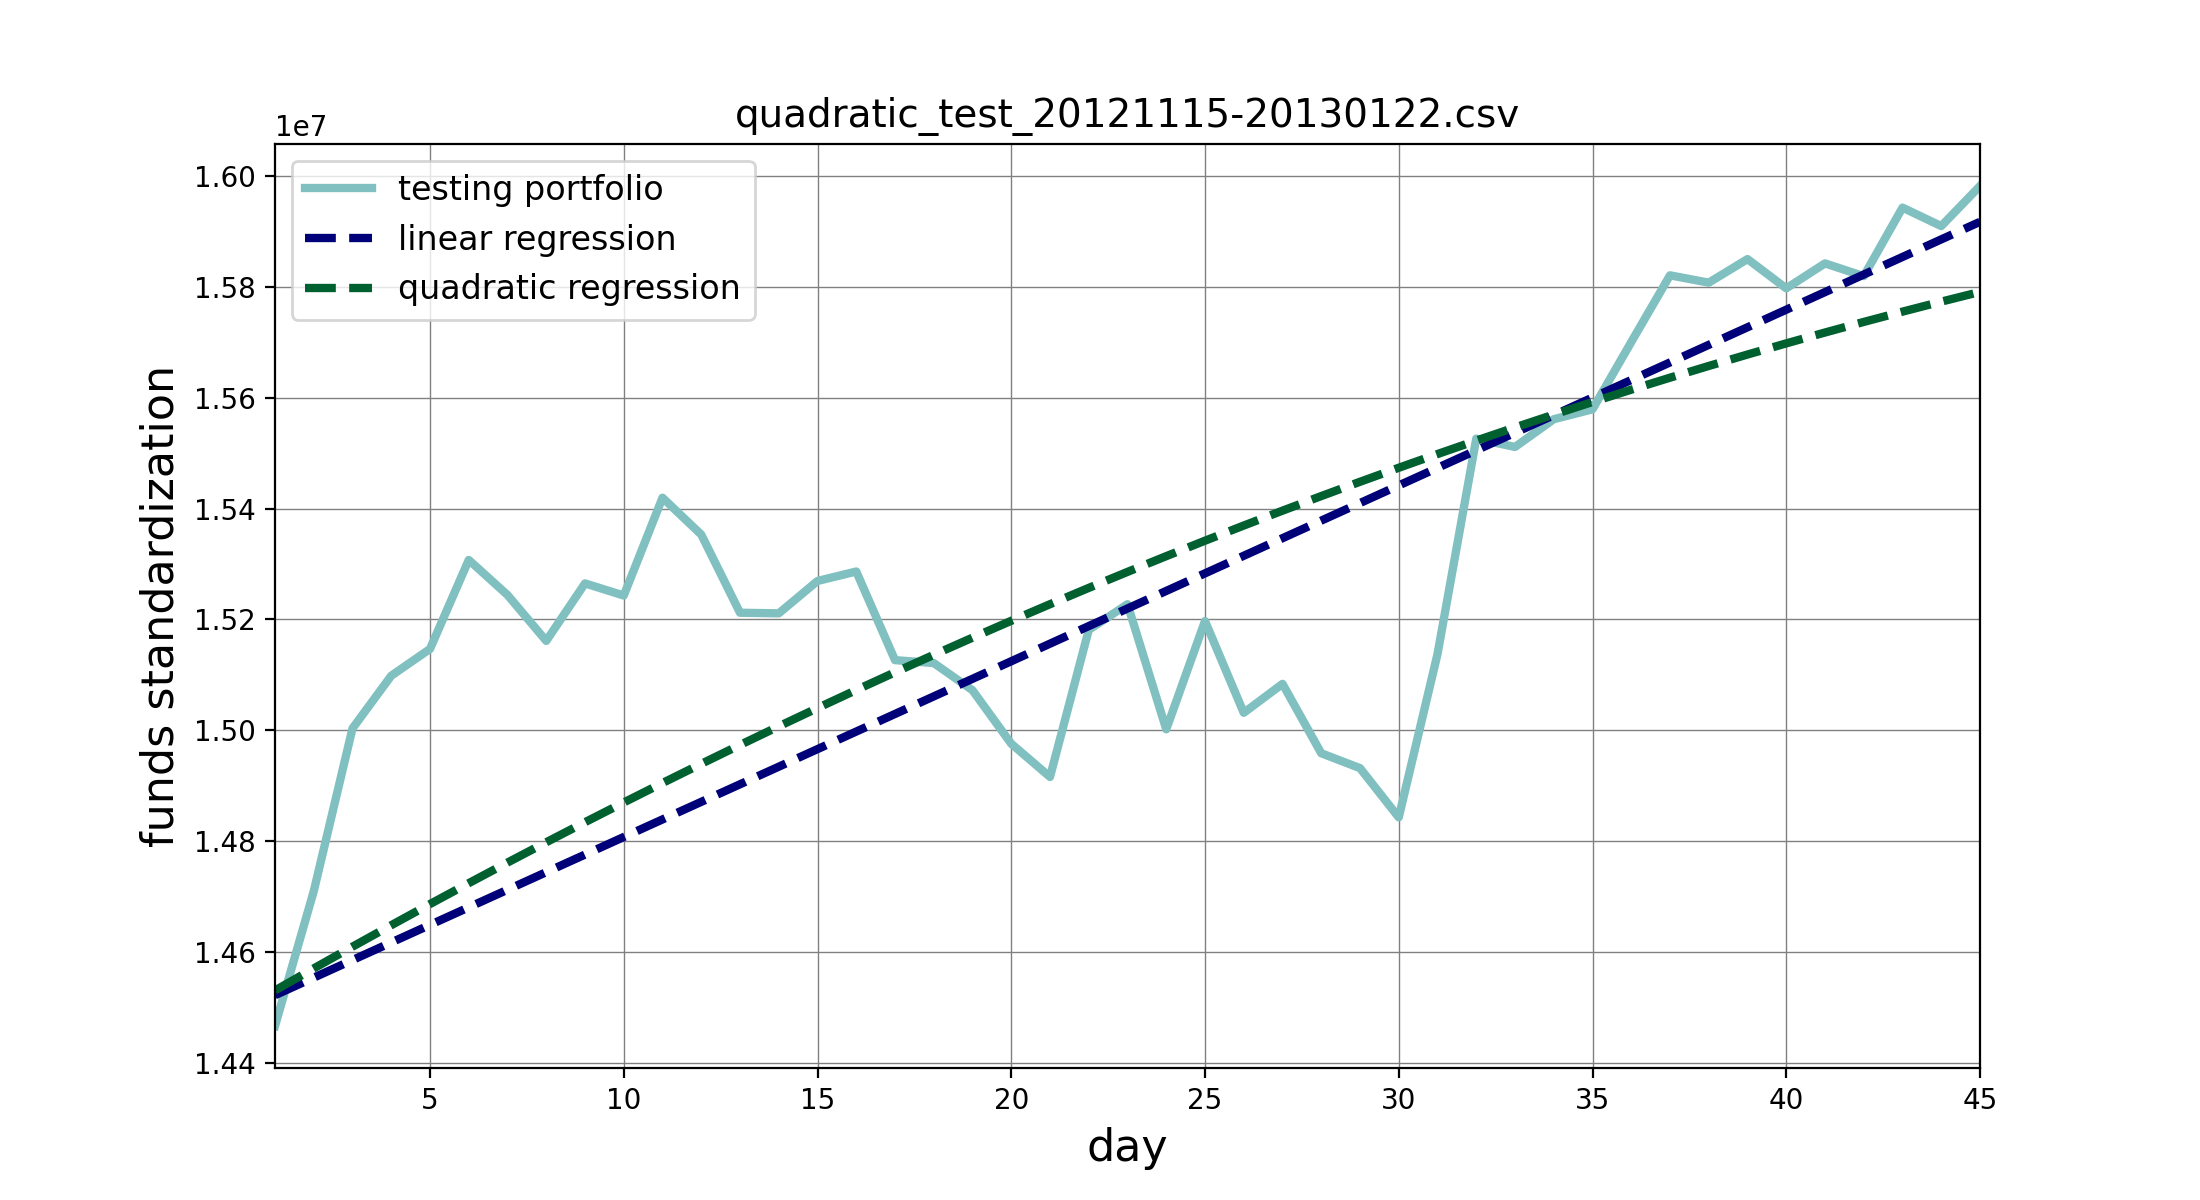 quadratic_test_20121115-20130122.csv
1e7
testing portfolio
linear regression
quadratic regression
1.60
1.58
1.56
1.54
1.52
1.50
1.48
1.46
1.44
funds standardization
5 10 15 20 25 30 35 40 45
day